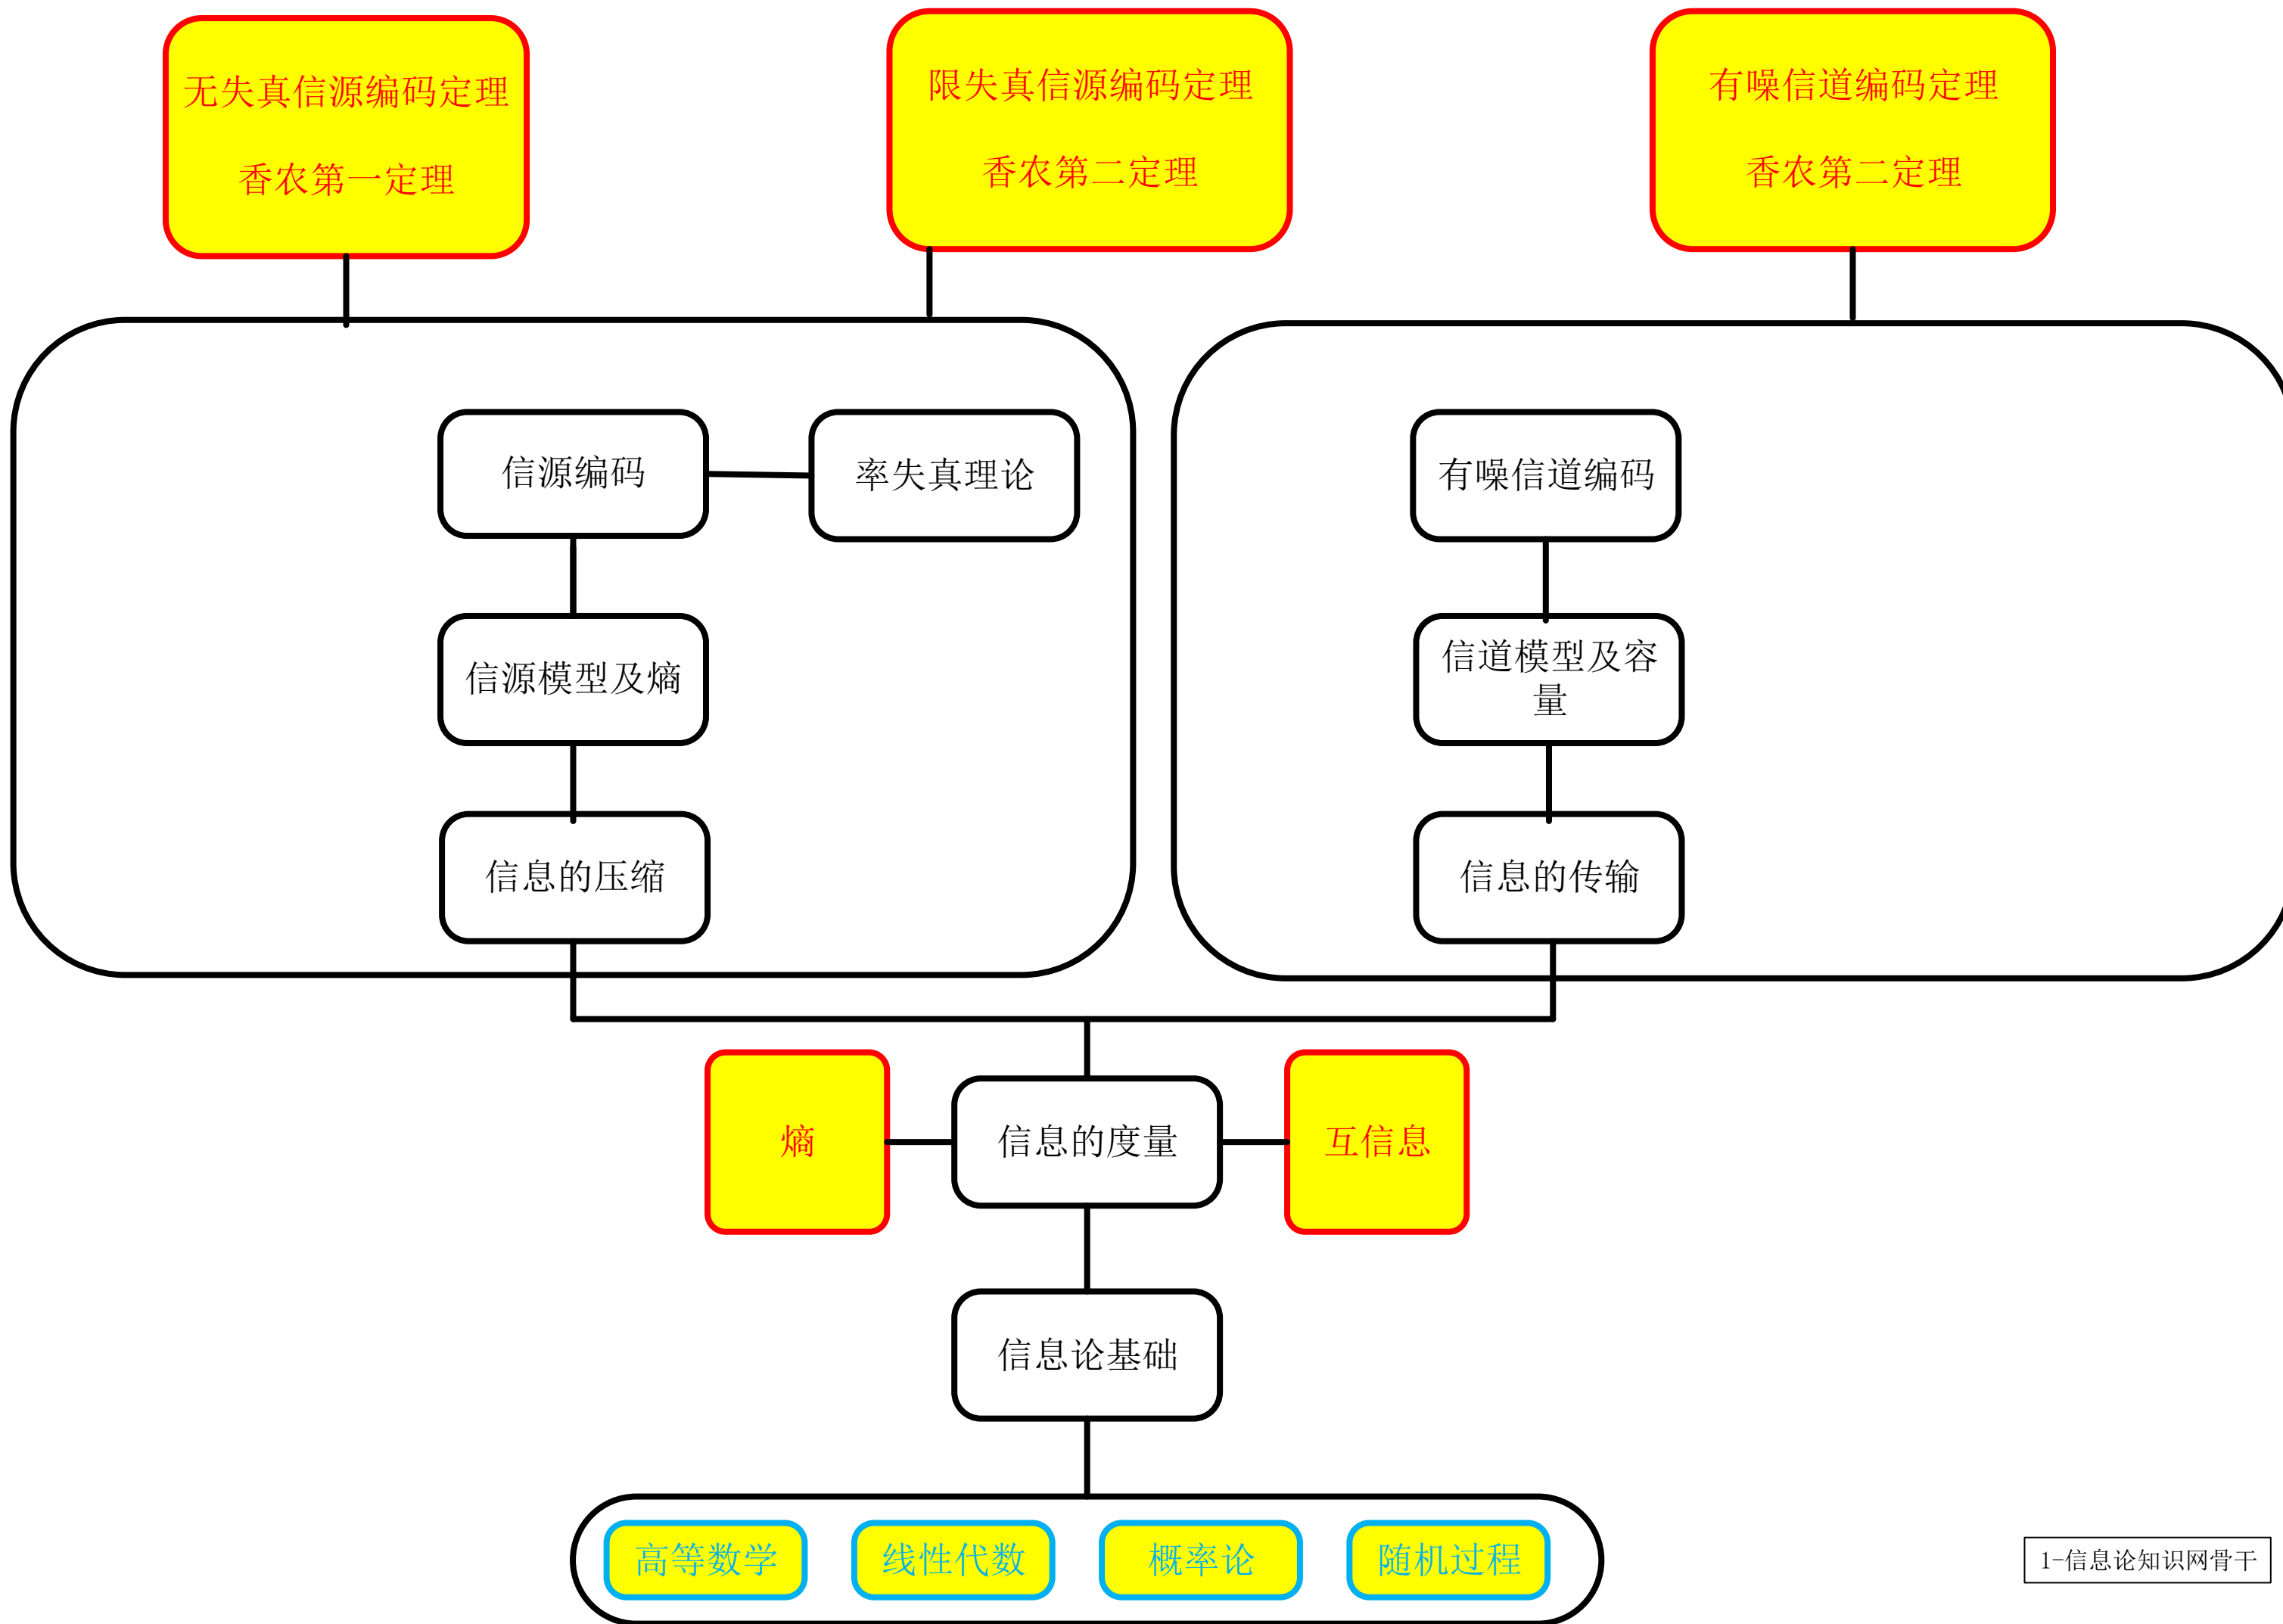 无失真信源编码定理
香农第一定理
限失真信源编码定理
香农第二定理
有噪信道编码定理
香农第二定理
信源编码
率失真理论
有噪信道编码
信源模型及熵
信道模型及容
量
信息的压缩
信息的传输
熵
信息的度量
互信息
信息论基础
高等数学
线性代数
概率论
随机过程
1-信息论知识网骨干